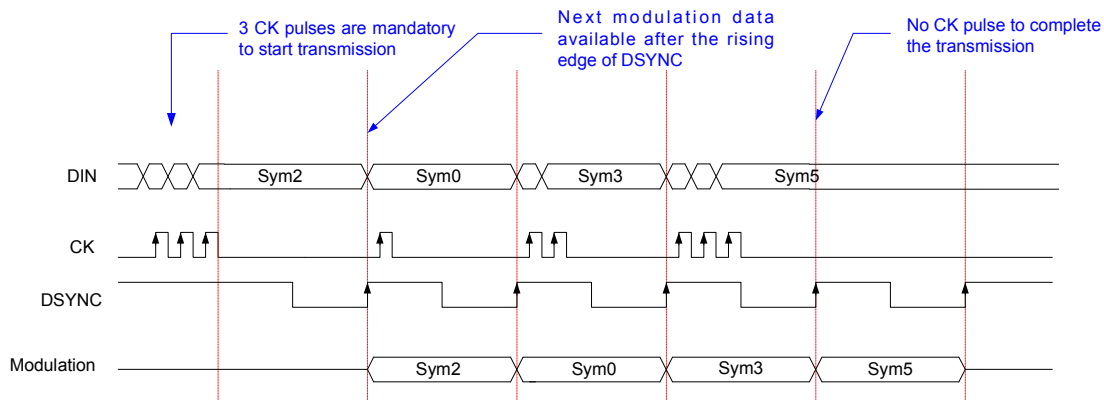 3 CK pulses are mandatory
to start transmission
Next modulation data
available after the rising
edge of DSYNC
No CK pulse to complete
the transmission
DIN
Sym2
Sym0
Sym3
Sym5
CK
DSYNC
Modulation
Sym2
Sym0
Sym3
Sym5